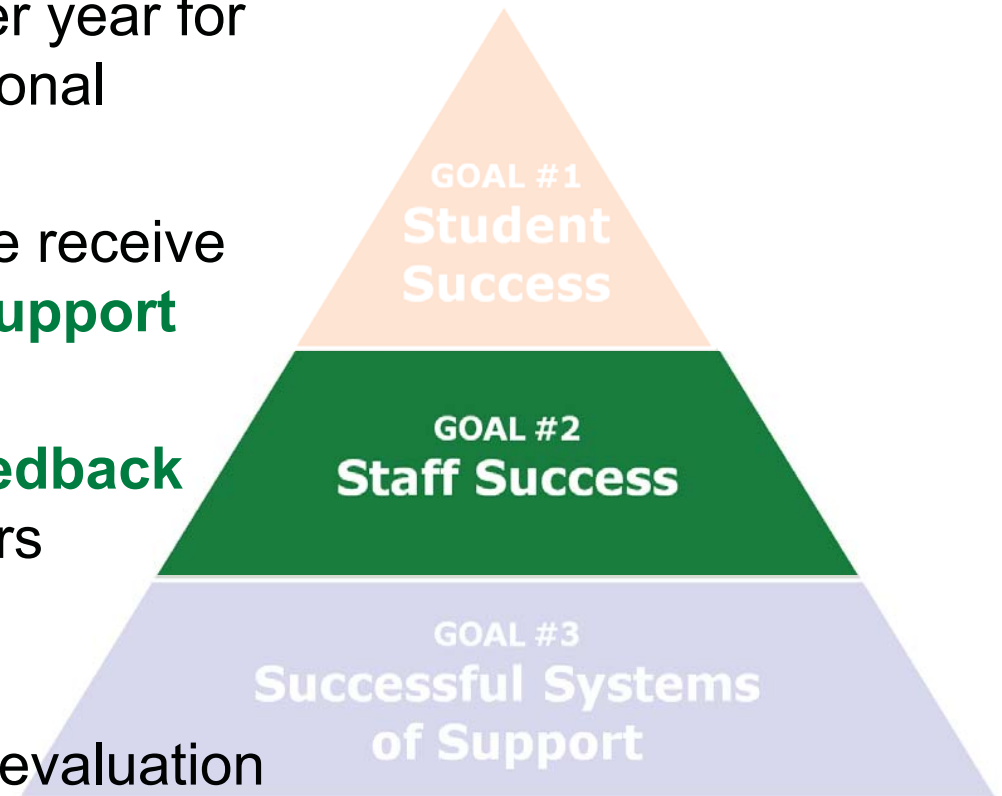 er year for
onal
e receive
upport
edback
rs
evaluation
GOAL #1
Student
Success
GOAL #2
Staff Success
GOAL #3
Successful Systems
of Support